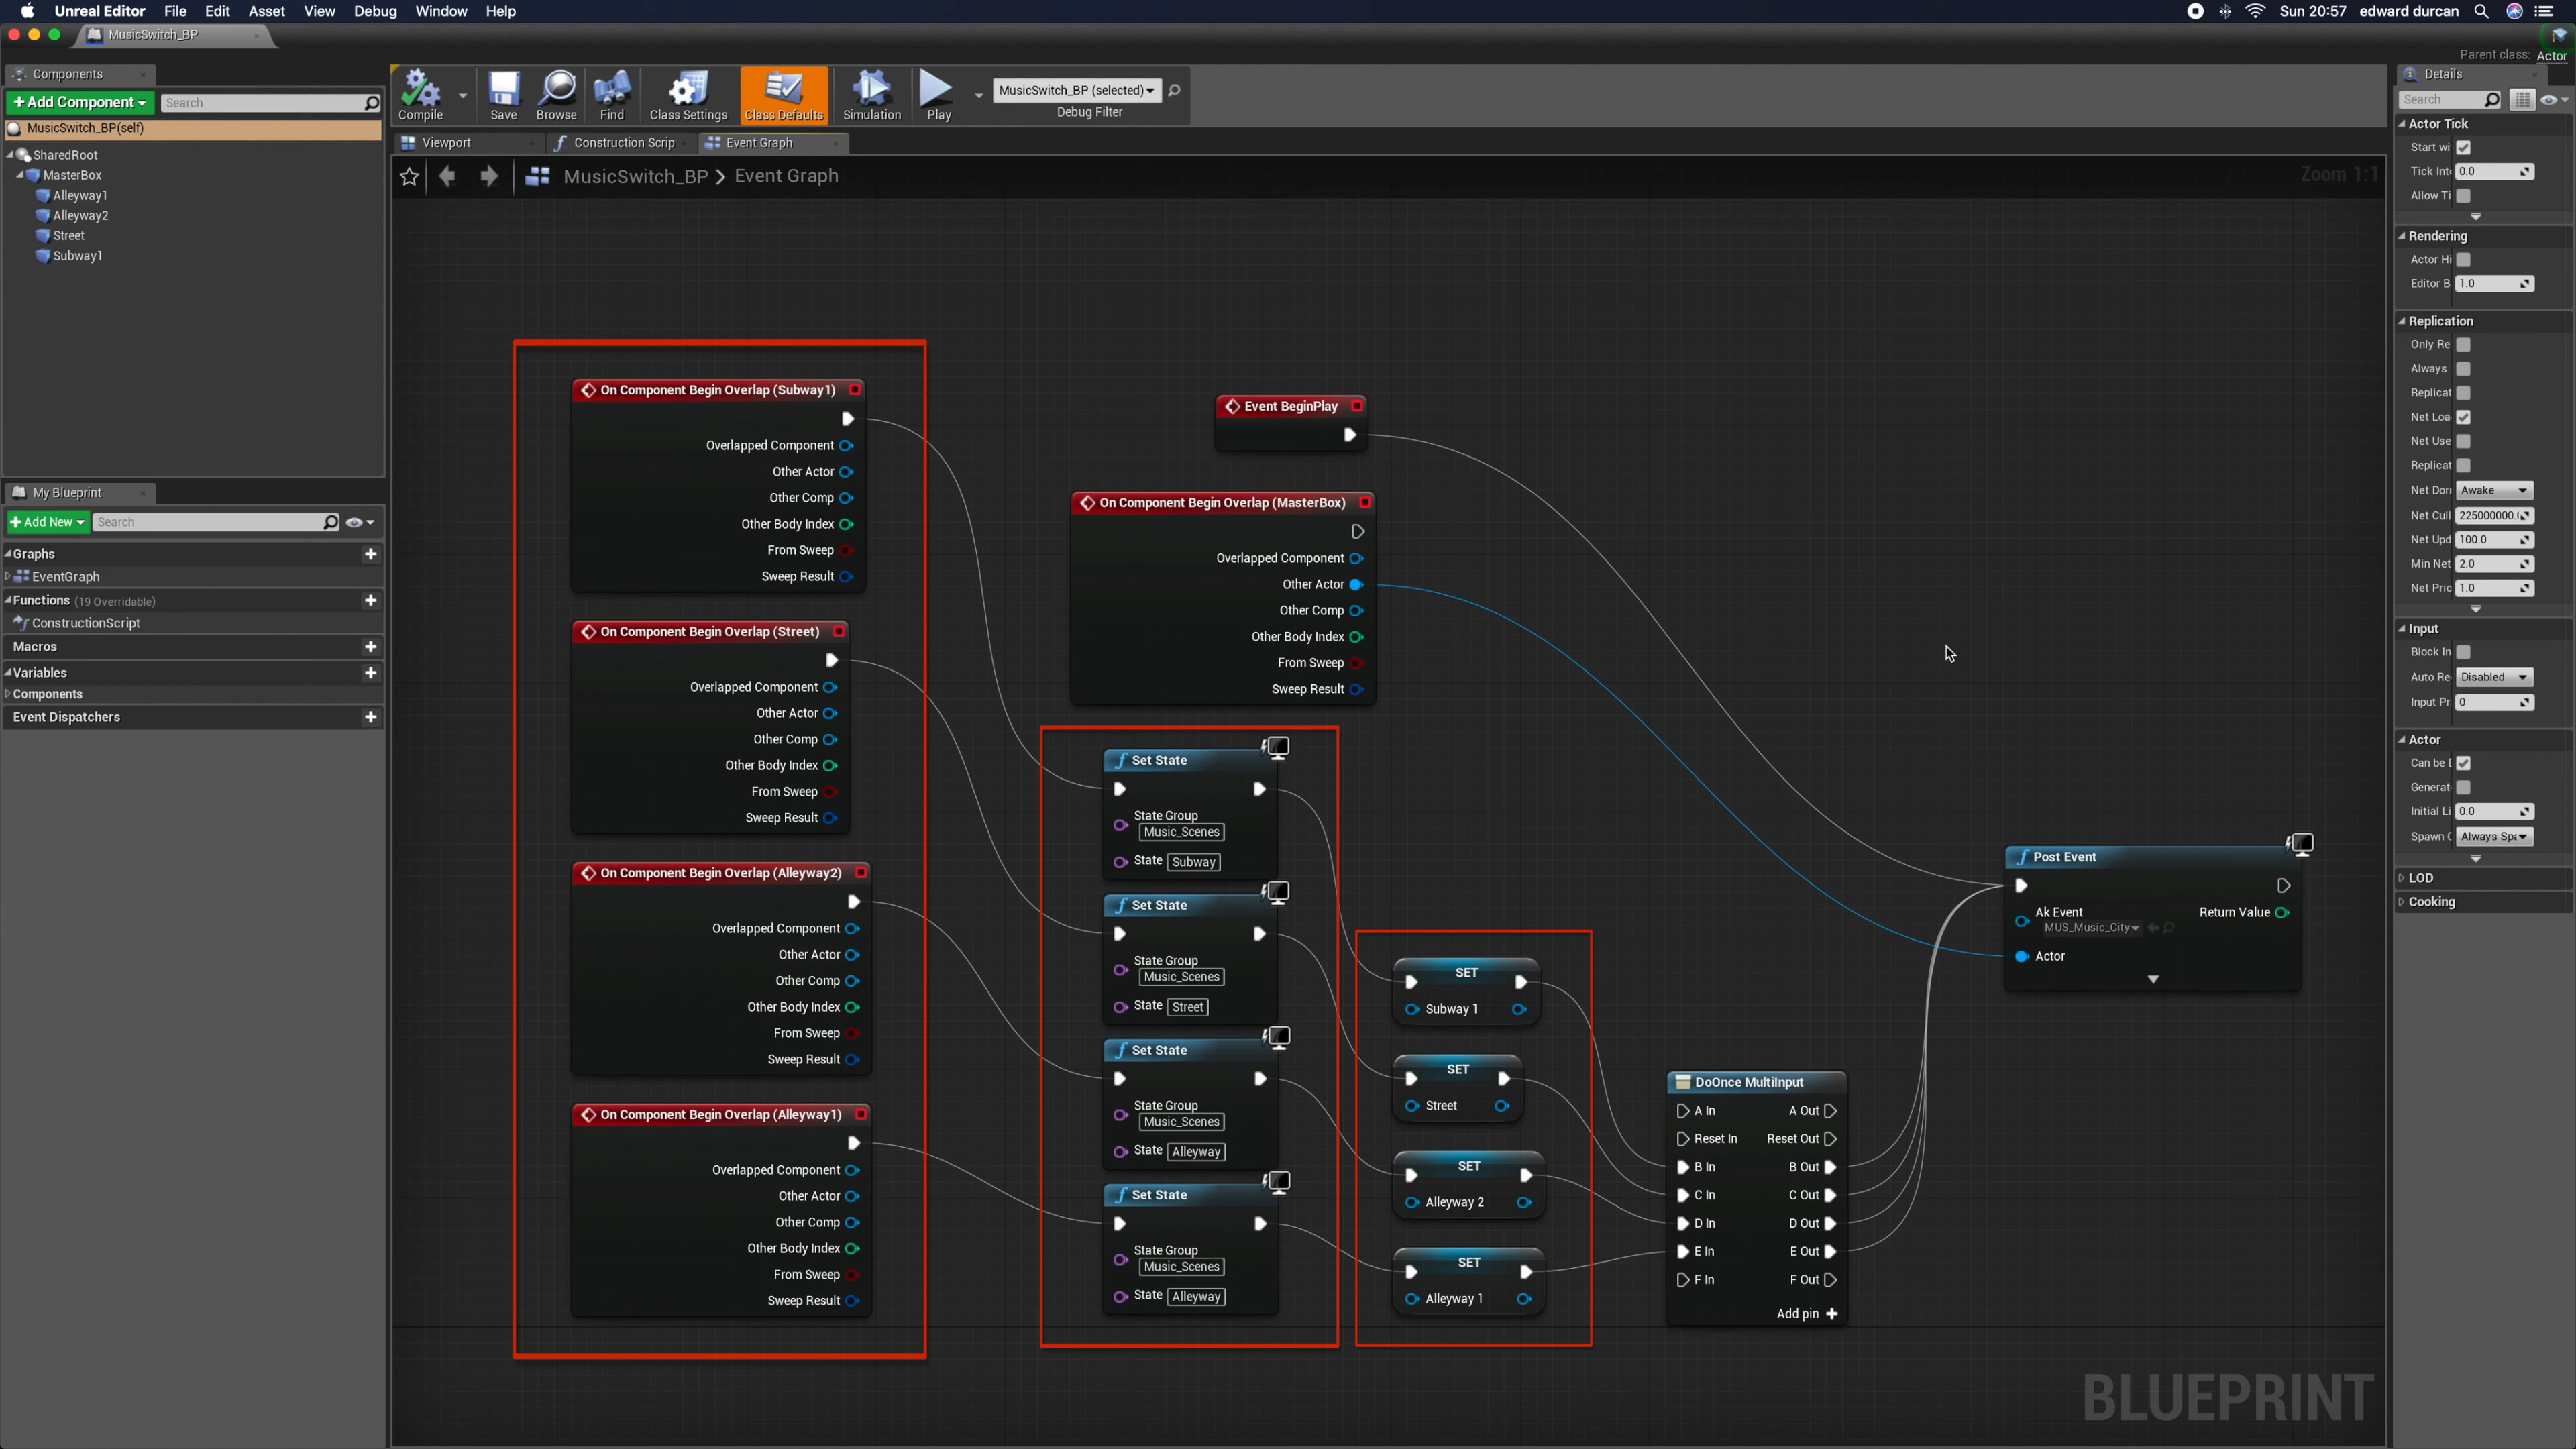 Unreal Editor File Edit Asset View Debug Window Help
Sun 20:57 edward durcan
MusicSwitch_BP
Parent class: Actor
Components
+Add Component
Search
MusicSwitch_BP(self)
SharedRoot
MasterBox
Alleyway1
Alleyway2
Street
Subway1
My Blueprint
+Add New
Search
Graphs
EventGraph
Functions (19 Overridable)
ConstructionScript
Macros
Variables
Components
Event Dispatchers
Compile
Save
Browse
Find
Class Settings
Class Defaults
Simulation
Play
MusicSwitch_BP (selected)
Debug Filter
Viewport
Construction Scrip
Event Graph
MusicSwitch_BP > Event Graph
Zoom 1:1
On Component Begin Overlap (Subway1)
Overlapped Component
Other Actor
Other Comp
Other Body Index
From Sweep
Sweep Result
On Component Begin Overlap (Street)
Overlapped Component
Other Actor
Other Comp
Other Body Index
From Sweep
Sweep Result
On Component Begin Overlap (Alleyway2)
Overlapped Component
Other Actor
Other Comp
Other Body Index
From Sweep
Sweep Result
On Component Begin Overlap (Alleyway1)
Overlapped Component
Other Actor
Other Comp
Other Body Index
From Sweep
Sweep Result
Event BeginPlay
On Component Begin Overlap (MasterBox)
Overlapped Component
Other Actor
Other Comp
Other Body Index
From Sweep
Sweep Result
Set State
State Group
Music_Scenes
State Subway
Set State
State Group
Music_Scenes
State Street
Set State
State Group
Music_Scenes
State Alleyway
Set State
State Group
Music_Scenes
State Alleyway
SET
Subway 1
SET
Street
SET
Alleyway 2
SET
Alleyway 1
DoOnce MultiInput
A In A Out
Reset In Reset Out
B In B Out
C In C Out
D In D Out
E In E Out
F In F Out
Add pin +
Post Event
Ak Event Return Value
MUS_Music_City
Actor
BLUEPRINT
Details
Search
Actor Tick
Start wi
Tick Int 0.0
Allow Ti
Rendering
Actor Hi
Editor B 1.0
Replication
Only Re
Always
Replicat
Net Loa
Net Use
Replicat
Net Dor Awake
Net Cull 225000000.
Net Upd 100.0
Min Net 2.0
Net Pric 1.0
Input
Block In
Auto Re Disabled
Input Pr 0
Actor
Can be
Generat
Initial Li 0.0
Spawn C Always Spa
LOD
Cooking